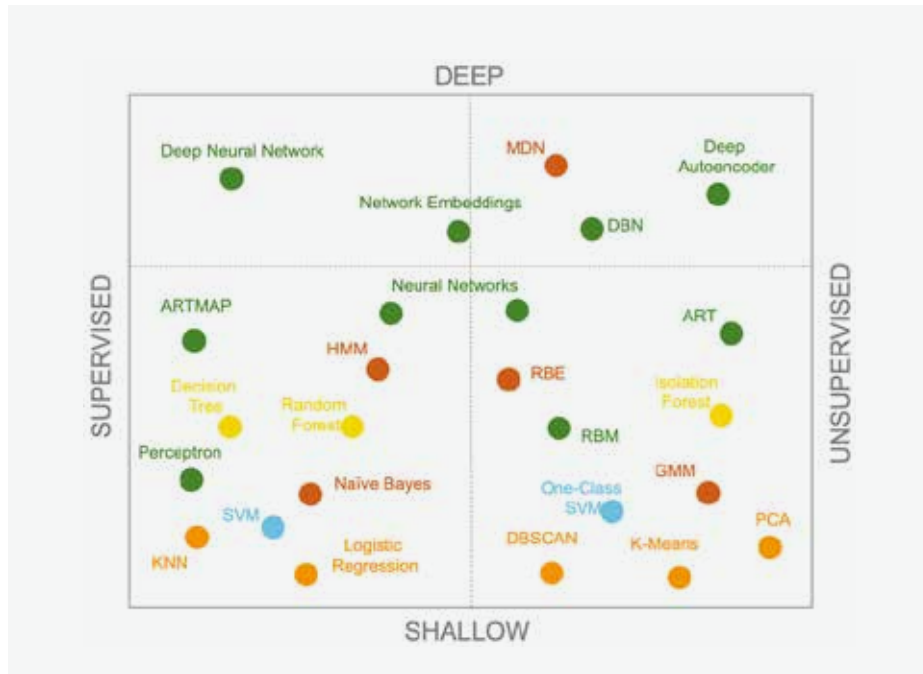 DEEP
Deep Neural Network
MDN
Deep
Autoencoder
Network Embeddings
DBN
SUPERVISED
UNSUPERVISED
Neural Networks
ARTMAP
ART
HMM
RBE
Decision
Tree
Random
Forest
Isolation
Forest
RBM
Perceptron
Naïve Bayes
GMM
One-Class
SVM
SVM
PCA
KNN
Logistic
Regression
DBSCAN
K-Means
SHALLOW